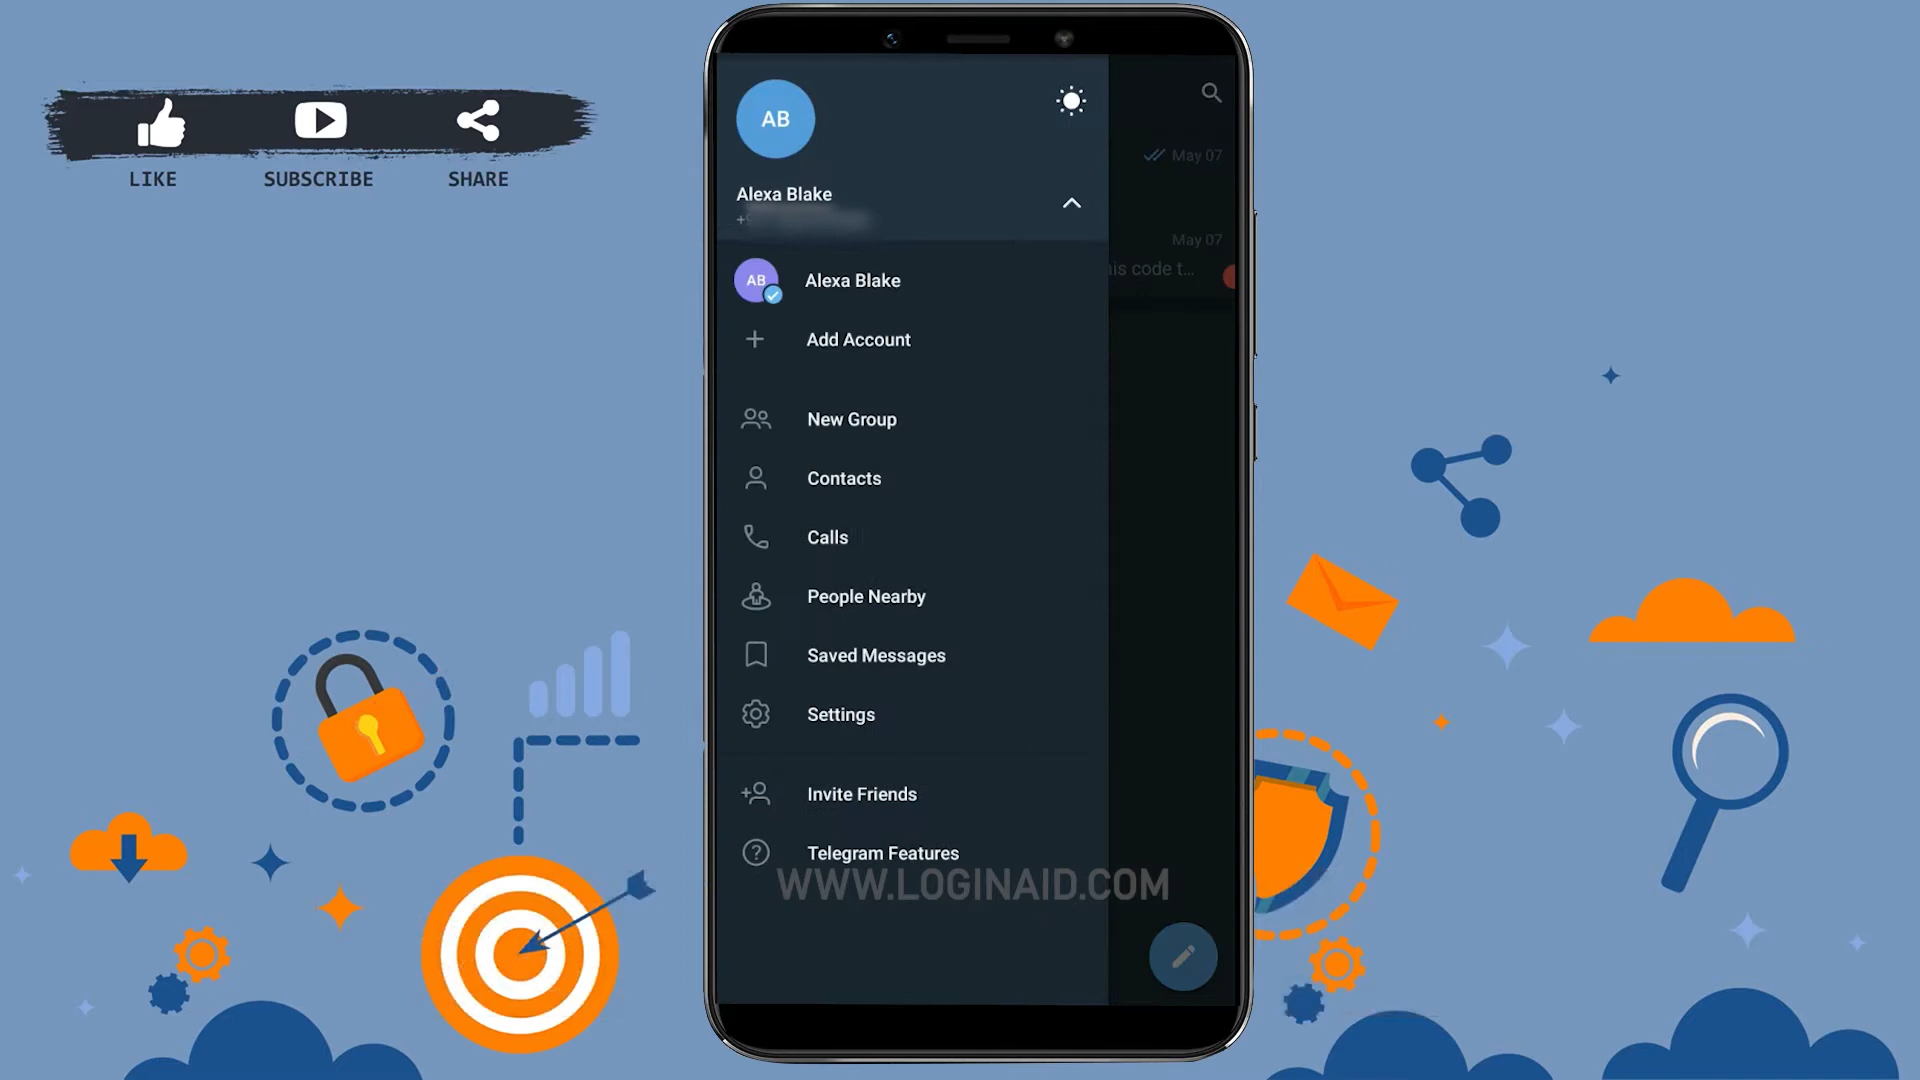 LIKE
SUBSCRIBE
SHARE
AB
Alexa Blake
AB
Alexa Blake
Add Account
New Group
Contacts
Calls
People Nearby
Saved Messages
Settings
Invite Friends
Telegram Features
May 07
May 07
his code t...
WWW.LOGINAID.COM